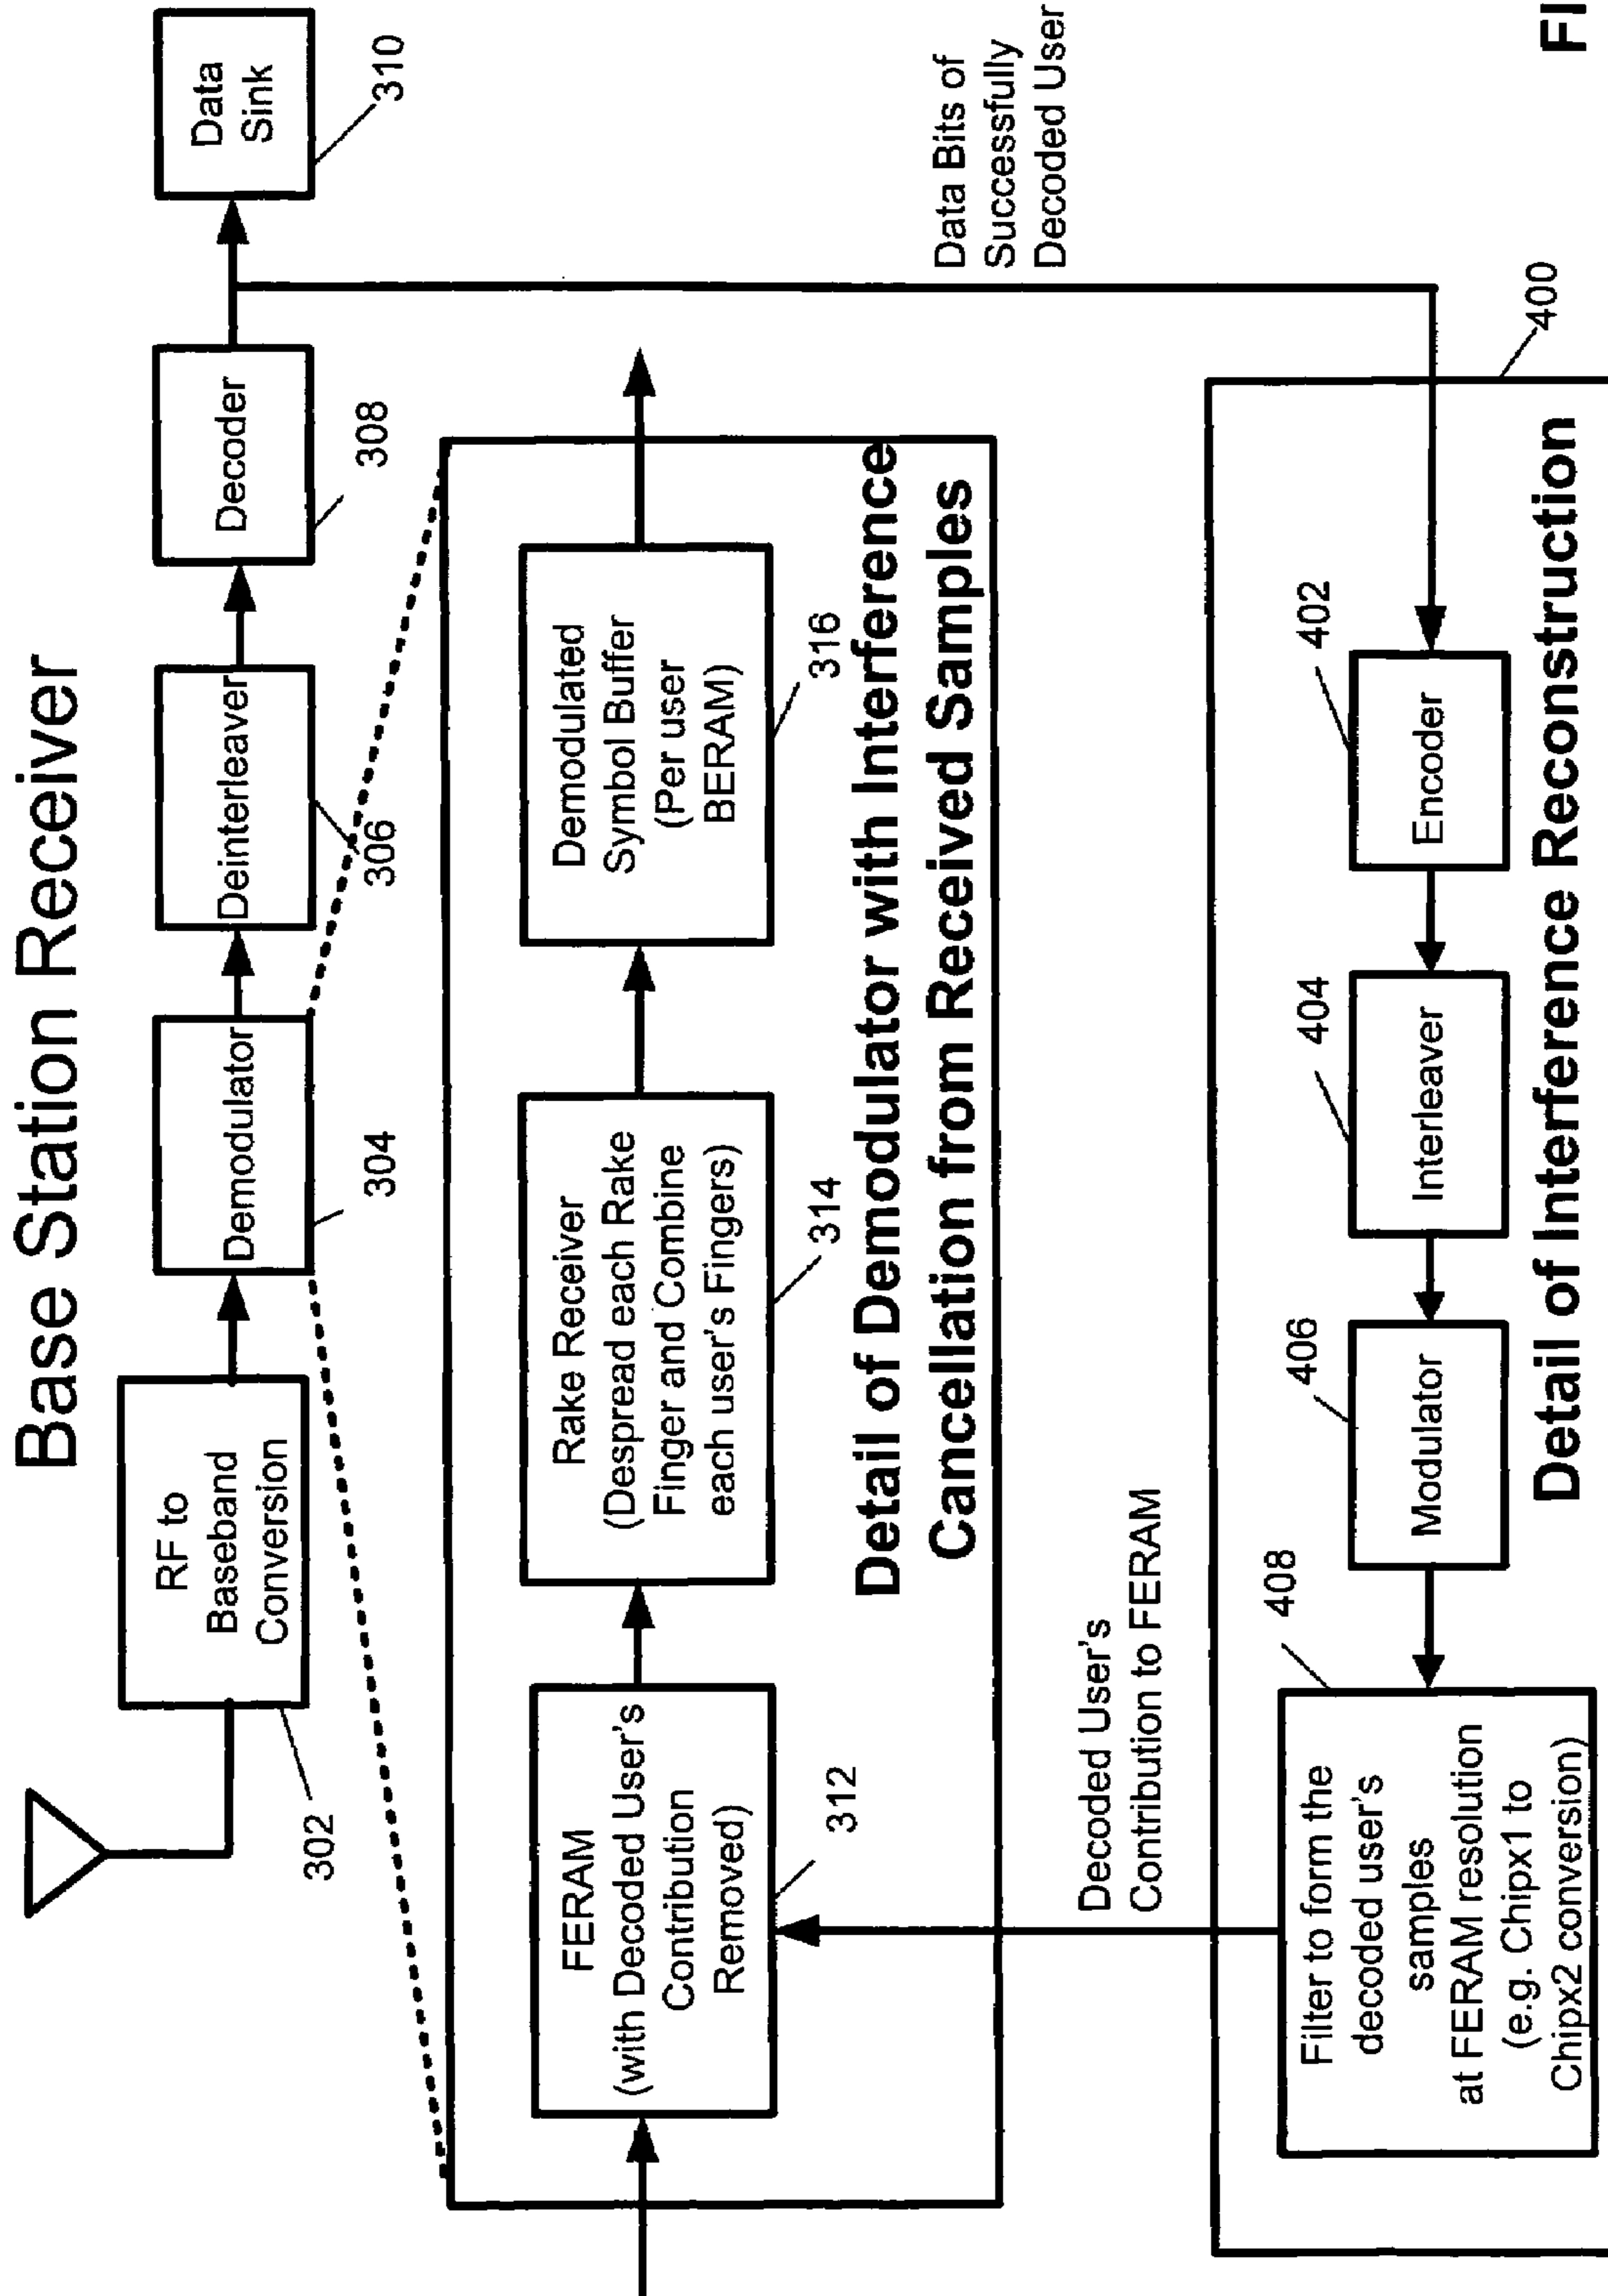 Base Station Receiver
RF to
Baseband
Conversion
302
Demodulator
304
Deinterleaver
306
Decoder
308
Data
Sink
310
FERAM
(with Decoded User's
Contribution
Removed)
312
Rake Receiver
(Despread each Rake
Finger and Combine
each user's Fingers)
314
Demodulated
Symbol Buffer
(Per user
BERAM)
316
Detail of Demodulator with Interference
Cancellation from Received Samples
Data Bits of
Successfully
Decoded User
Decoded User's
Contribution to FERAM
400
Filter to form the
decoded user's
samples
at FERAM resolution
(e.g. Chipx1 to
Chipx2 conversion)
408
Modulator
406
Interleaver
404
Encoder
402
Detail of Interference Reconstruction
FI